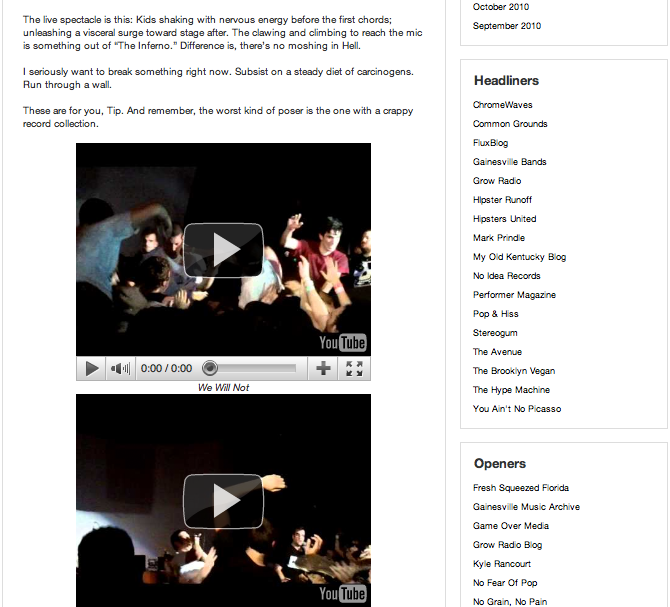 The live spectacle is this: Kids shaking with nervous energy before the first chords;
unleashing a visceral surge toward stage after. The clawing and climbing to reach the mic
is something out of “The Inferno.” Difference is, there's no moshing in Hell.
I seriously want to break something right now. Subsist on a steady diet of carcinogens.
Run through a wall.
These are for you, Tip. And remember, the worst kind of poser is the one with a crappy
record collection.
YouTube
0:00 / 0:00
We Will Not
YouTube
October 2010
September 2010
Headliners
ChromeWaves
Common Grounds
FluxBlog
Gainesville Bands
Grow Radio
Hipster Runoff
Hipsters United
Mark Prindle
My Old Kentucky Blog
No Idea Records
Performer Magazine
Pop & Hiss
Stereogum
The Avenue
The Brooklyn Vegan
The Hype Machine
You Ain't No Picasso
Openers
Fresh Squeezed Florida
Gainesville Music Archive
Game Over Media
Grow Radio Blog
Kyle Rancourt
No Fear Of Pop
No Grain, No Pain